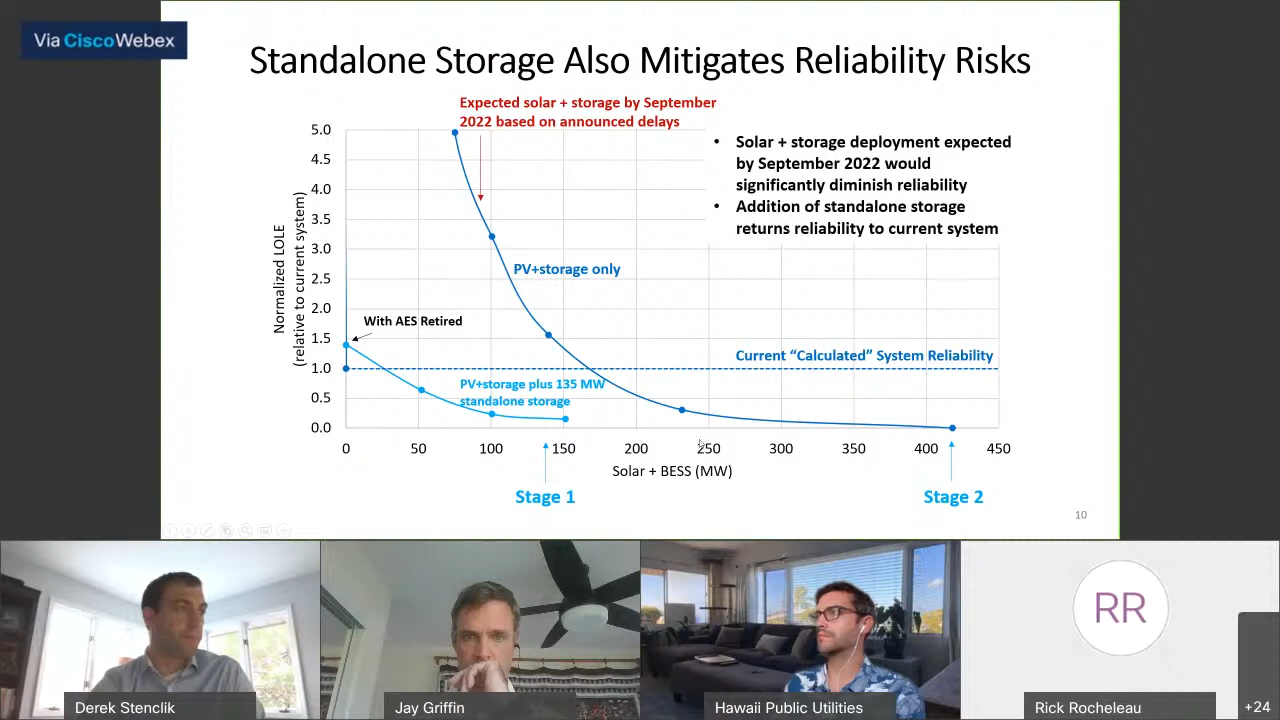 Via Cisco Webex
Standalone Storage Also Mitigates Reliability Risks
Expected solar + storage by September
2022 based on announced delays
Normalized LOLE
(relative to current system)
5.0
4.5
4.0
3.5
3.0
2.5
2.0
1.5
1.0
0.5
0.0
• Solar + storage deployment expected
by September 2022 would
significantly diminish reliability
• Addition of standalone storage
returns reliability to current system
PV+storage only
With AES Retired
Current “Calculated” System Reliability
PV+storage plus 135 MW
standalone storage
0 50 100 150 200 250 300 350 400 450
Solar + BESS (MW)
Stage 1
Stage 2
10
RR
Derek Stenclik
Jay Griffin
Hawaii Public Utilities
Rick Rocheleau
+24